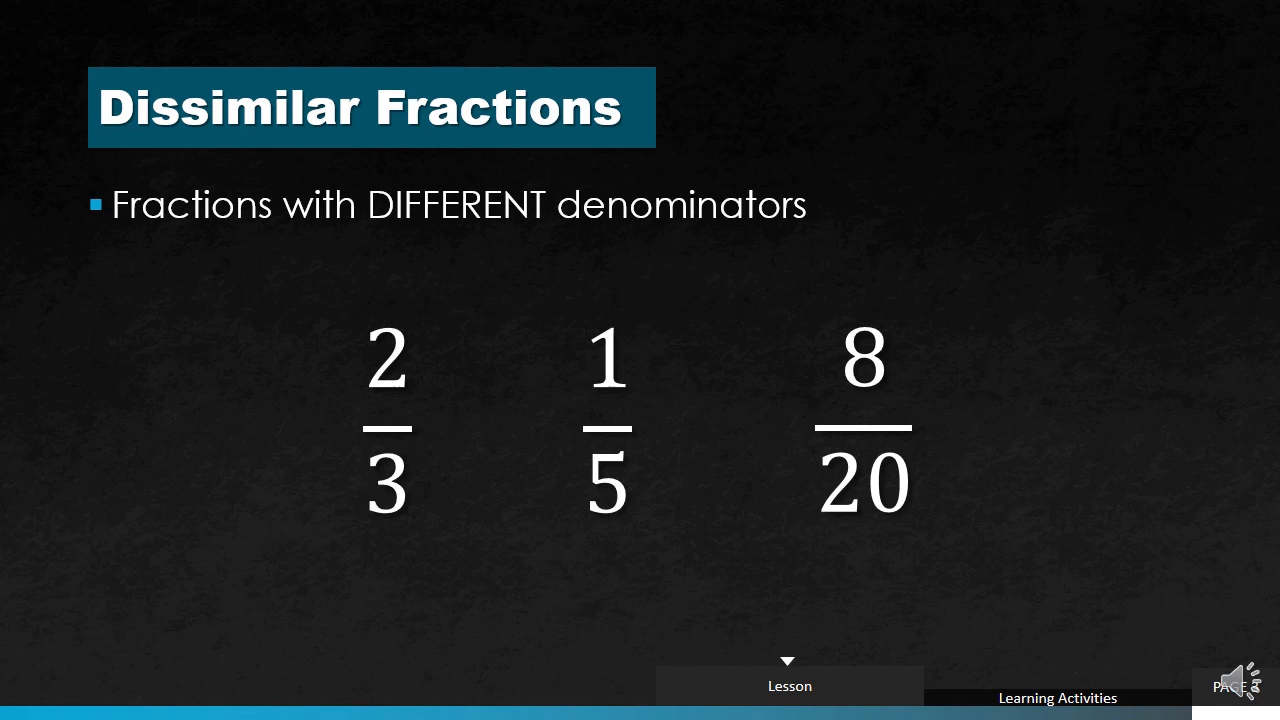 Dissimilar Fractions
Fractions with DIFFERENT denominators
2 1 8
3 5 20
Lesson
Learning Activities